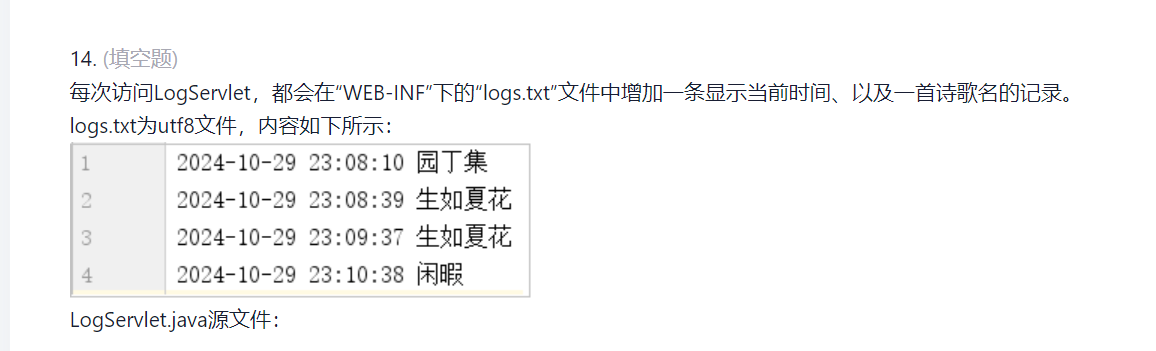 14. (填空题)
每次访问LogServlet，都会在“WEB-INF”下的“logs.txt”文件中增加一条显示当前时间、以及一首诗歌名的记录。
logs.txt为utf8文件，内容如下所示：
1 2024-10-29 23:08:10 园丁集
2 2024-10-29 23:08:39 生如夏花
3 2024-10-29 23:09:37 生如夏花
4 2024-10-29 23:10:38 闲暇
LogServlet.java源文件：